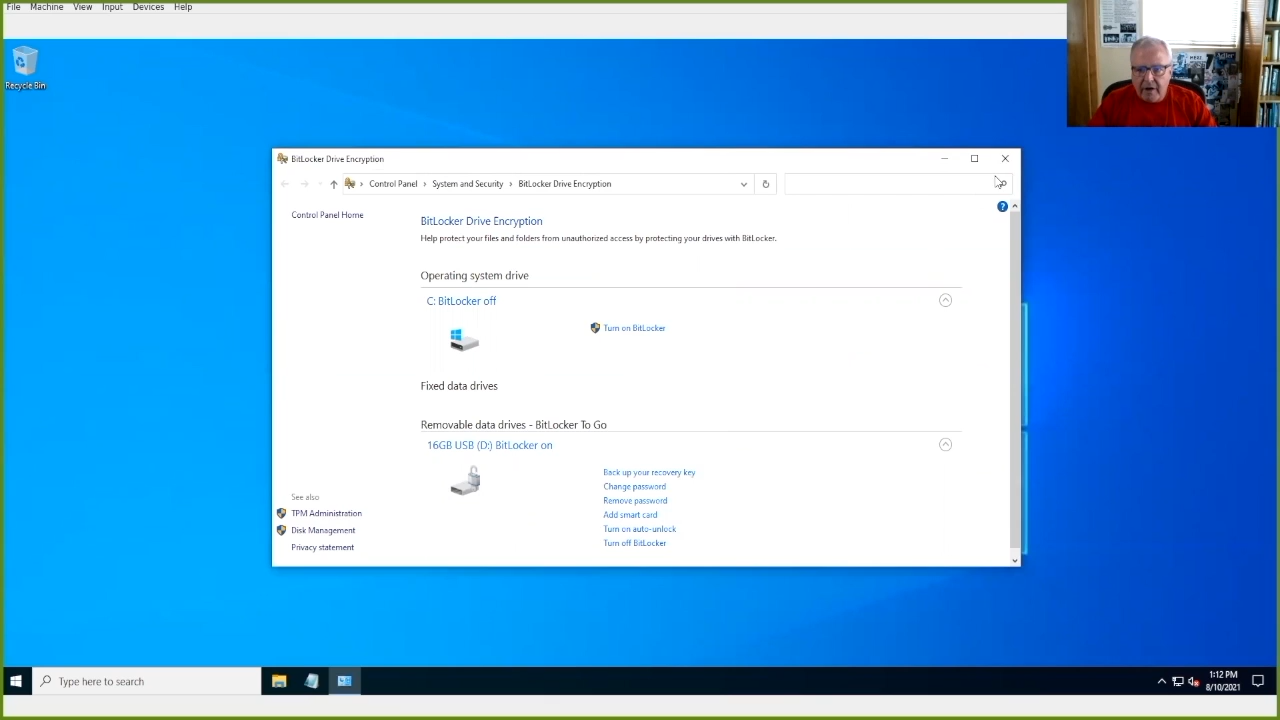 File Machine View Input Devices Help
Recycle Bin
BitLocker Drive Encryption
Control Panel › System and Security › BitLocker Drive Encryption
Control Panel Home
BitLocker Drive Encryption
Help protect your files and folders from unauthorized access by protecting your drives with BitLocker.
Operating system drive
C: BitLocker off
Turn on BitLocker
Fixed data drives
Removable data drives - BitLocker To Go
16GB USB (D:) BitLocker on
Back up your recovery key
Change password
Remove password
Add smart card
Turn on auto-unlock
Turn off BitLocker
See also
TPM Administration
Disk Management
Privacy statement
Type here to search
1:12 PM
8/10/2021